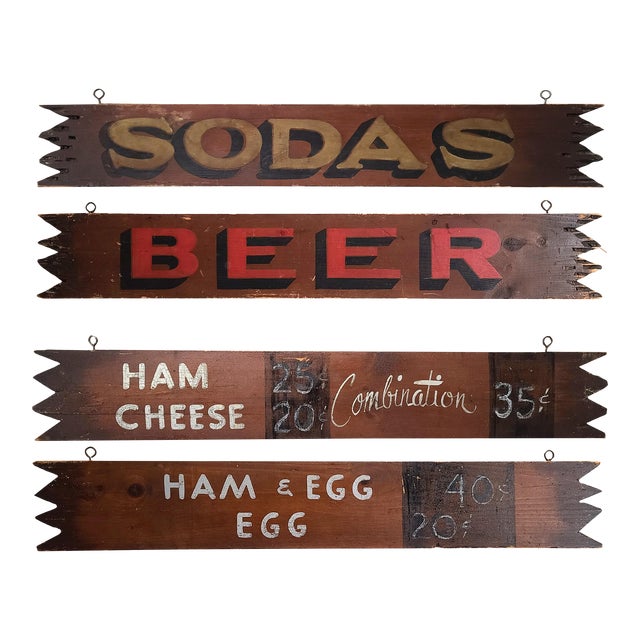 SODAS
BEER
HAM 25¢ Combination 35¢
CHEESE 20¢
HAM & EGG 40¢
EGG 20¢